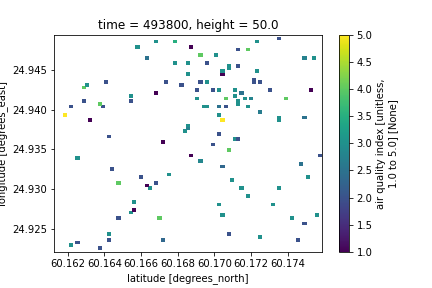 time = 493800, height = 50.0
5.0
4.5
4.0
3.5
3.0
2.5
2.0
1.5
1.0
air quality index [unitless,
1.0 to 5.0] [None]
24.945
24.940
24.935
24.930
24.925
longitude [degrees_east]
60.162 60.164 60.166 60.168 60.170 60.172 60.174
latitude [degrees_north]